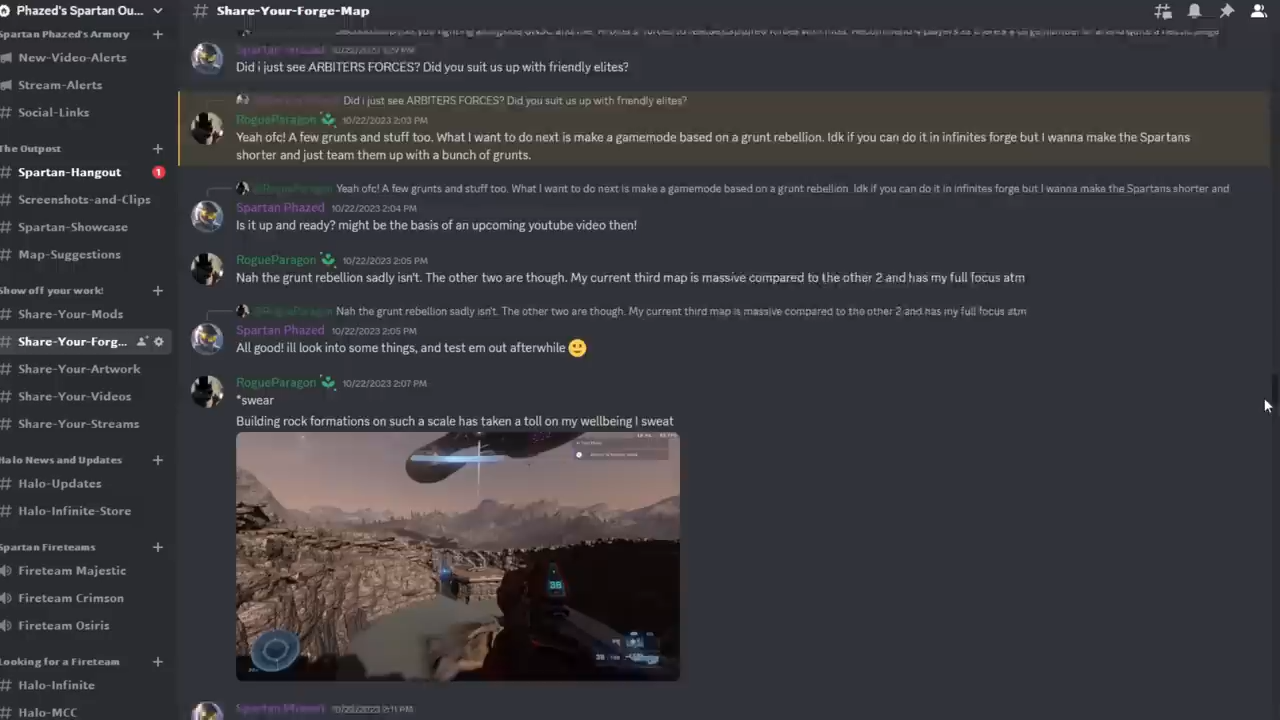 Phazed's Spartan Ou...
Spartan Phazed's Armory
New-Video-Alerts
Stream-Alerts
Social-Links
The Outpost
Spartan-Hangout 1
Screenshots-and-Clips
Spartan-Showcase
Map-Suggestions
Show off your work!
Share-Your-Mods
Share-Your-Forg...
Share-Your-Artwork
Share-Your-Videos
Share-Your-Streams
Halo News and Updates
Halo-Updates
Halo-Infinite-Store
Spartan Fireteams
Fireteam Majestic
Fireteam Crimson
Fireteam Osiris
Looking for a Fireteam
Halo-Infinite
Halo-MCC
# Share-Your-Forge-Map
Did i just see ARBITERS FORCES? Did you suit us up with friendly elites?
Did i just see ARBITERS FORCES? Did you suit us up with friendly elites?
RogueParagon 10/22/2023 2:03 PM
Yeah ofc! A few grunts and stuff too. What I want to do next is make a gamemode based on a grunt rebellion. Idk if you can do it in infinites forge but I wanna make the Spartans
shorter and just team them up with a bunch of grunts.
@RogueParagon Yeah ofc! A few grunts and stuff too. What I want to do next is make a gamemode based on a grunt rebellion. Idk if you can do it in infinites forge but I wanna make the Spartans shorter and
Spartan Phazed 10/22/2023 2:04 PM
Is it up and ready? might be the basis of an upcoming youtube video then!
RogueParagon 10/22/2023 2:05 PM
Nah the grunt rebellion sadly isn't. The other two are though. My current third map is massive compared to the other 2 and has my full focus atm
@RogueParagon Nah the grunt rebellion sadly isn't. The other two are though. My current third map is massive compared to the other 2 and has my full focus atm
Spartan Phazed 10/22/2023 2:05 PM
All good! ill look into some things, and test em out afterwhile
RogueParagon 10/22/2023 2:07 PM
*swear
Building rock formations on such a scale has taken a toll on my wellbeing I sweat
38